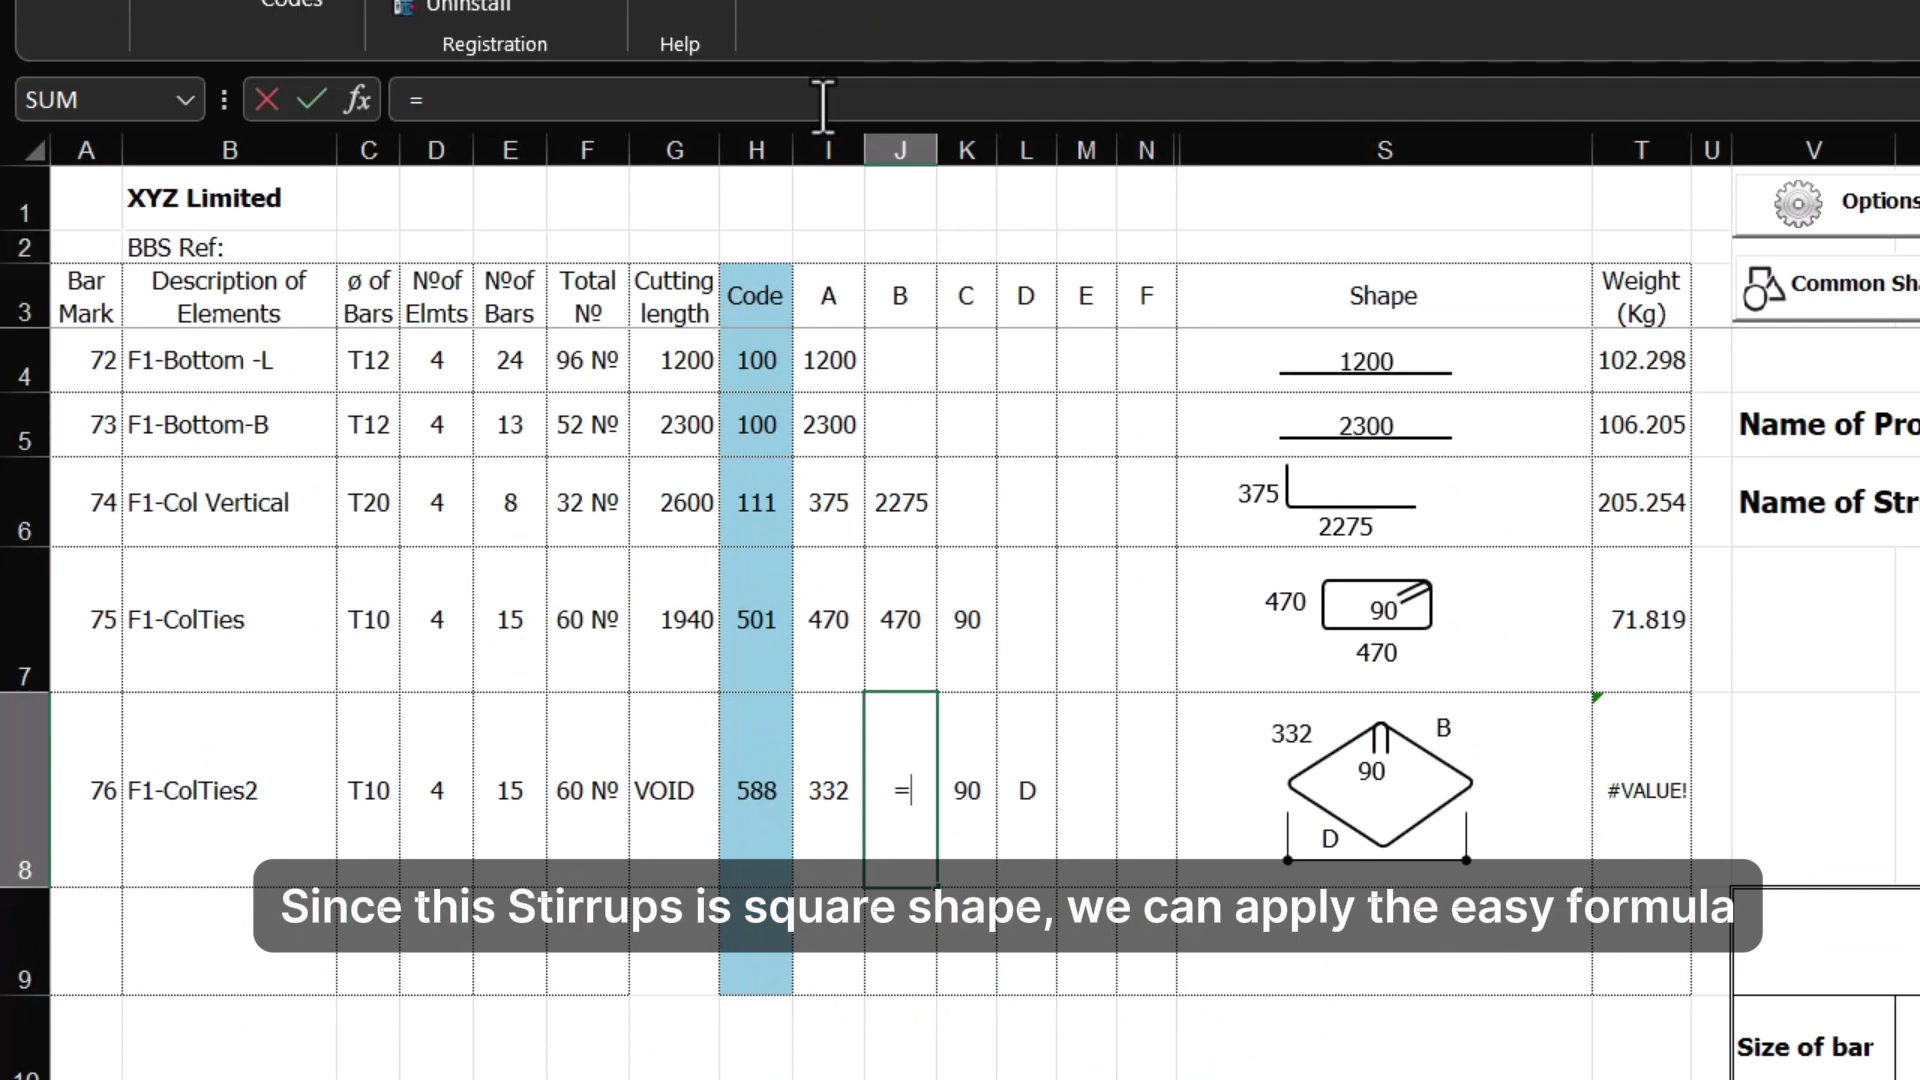 Codes
Uninstall
Registration
Help
SUM
fx
=
A B C D E F G H I J K L M N S T U V
1 XYZ Limited
Options
2 BBS Ref:
Bar Mark Description of Elements ø of Bars Nºof Elmts Nºof Bars Total Nº Cutting length Code A B C D E F Shape Weight (Kg)
3
Common Sha
4 72 F1-Bottom -L T12 4 24 96 Nº 1200 100 1200 1200 102.298
5 73 F1-Bottom-B T12 4 13 52 Nº 2300 100 2300 2300 106.205
Name of Pro
6 74 F1-Col Vertical T20 4 8 32 Nº 2600 111 375 2275 375 2275 205.254
Name of Str
7 75 F1-ColTies T10 4 15 60 Nº 1940 501 470 470 90 470 90 470 71.819
8 76 F1-ColTies2 T10 4 15 60 Nº VOID 588 332 = 90 D 332 B 90 D #VALUE!
Since this Stirrups is square shape, we can apply the easy formula
9
10
Size of bar